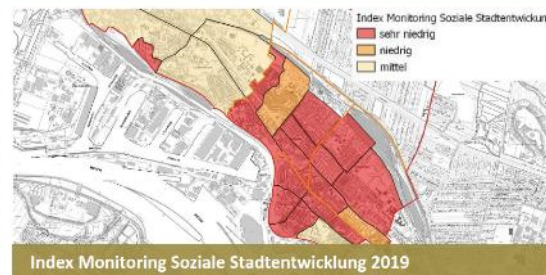 Index Monitoring Soziale Stadtentwicklun
sehr niedrig
niedrig
mittel
Index Monitoring Soziale Stadtentwicklung 2019